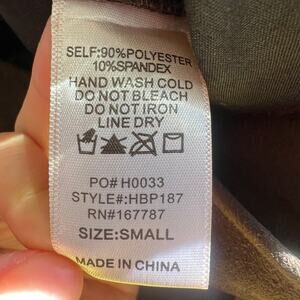 SELF:90%POLYESTER
10%SPANDEX
HAND WASH COLD
DO NOT BLEACH
DO NOT IRON
LINE DRY
PO# H0033
STYLE#:HBP187
RN#167787
SIZE:SMALL
MADE IN CHINA